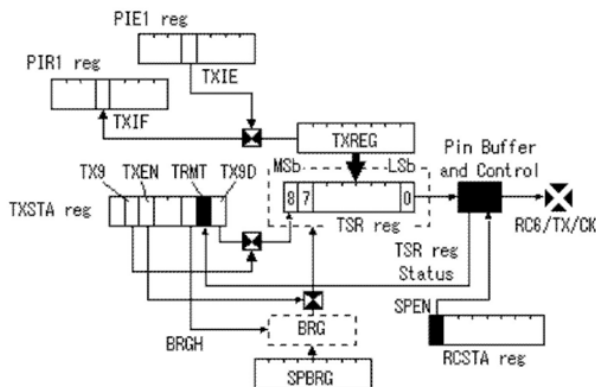 PIE1 reg
PIR1 reg
TXIE
TXIF
TXREG
Pin Buffer
and Control
MSb
LSb
TX9
TXEN
TRMT
TX9D
8
7
0
TXSTA reg
TSR reg
RC6/TX/CK
TSR reg
Status
SPEN
BRGH
BRG
RCSTA reg
SPBRG